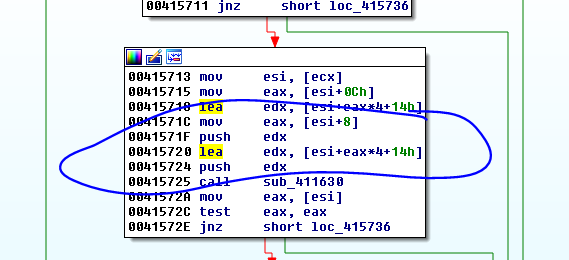 00415711 jnz short loc_415736
00415713 mov esi, [ecx]
00415715 mov eax, [esi+0Ch]
00415718 lea edx, [esi+eax*4+14h]
0041571C mov eax, [esi+8]
0041571F push edx
00415720 lea edx, [esi+eax*4+14h]
00415724 push edx
00415725 call sub_411630
0041572A mov eax, [esi]
0041572C test eax, eax
0041572E jnz short loc_415736